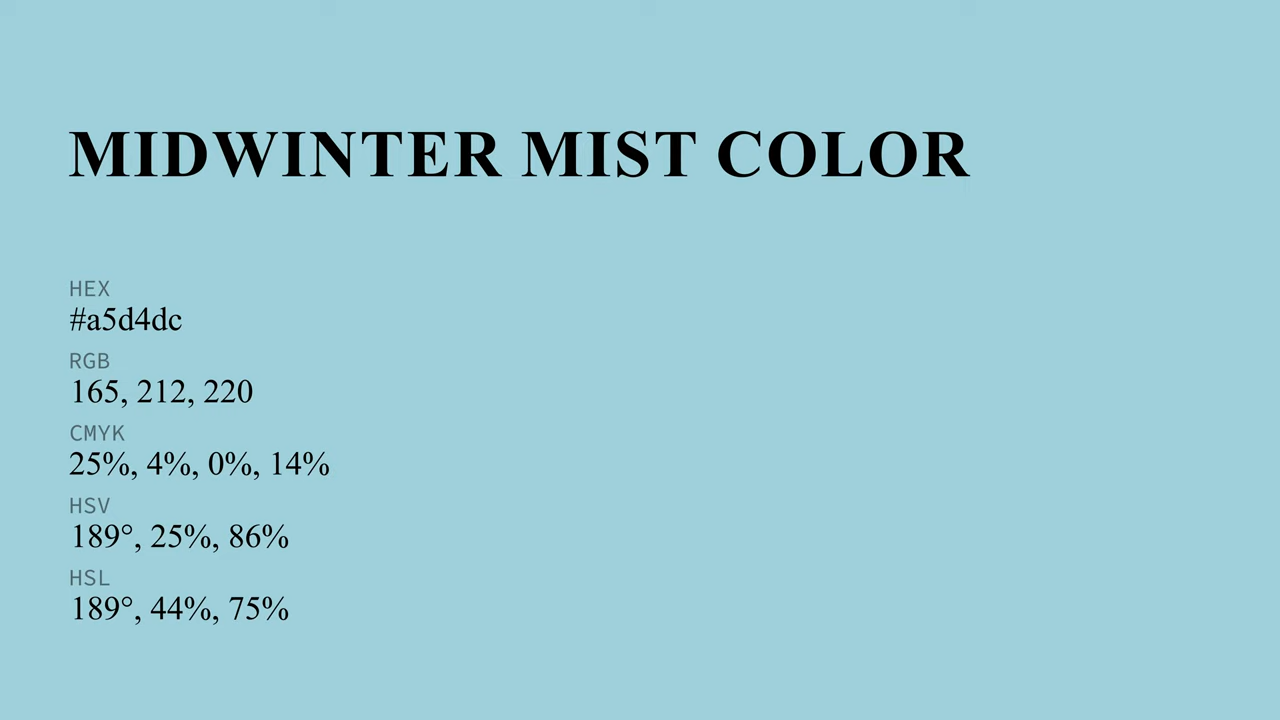 MIDWINTER MIST COLOR
HEX
#a5d4dc
RGB
165, 212, 220
CMYK
25%, 4%, 0%, 14%
HSV
189°, 25%, 86%
HSL
189°, 44%, 75%